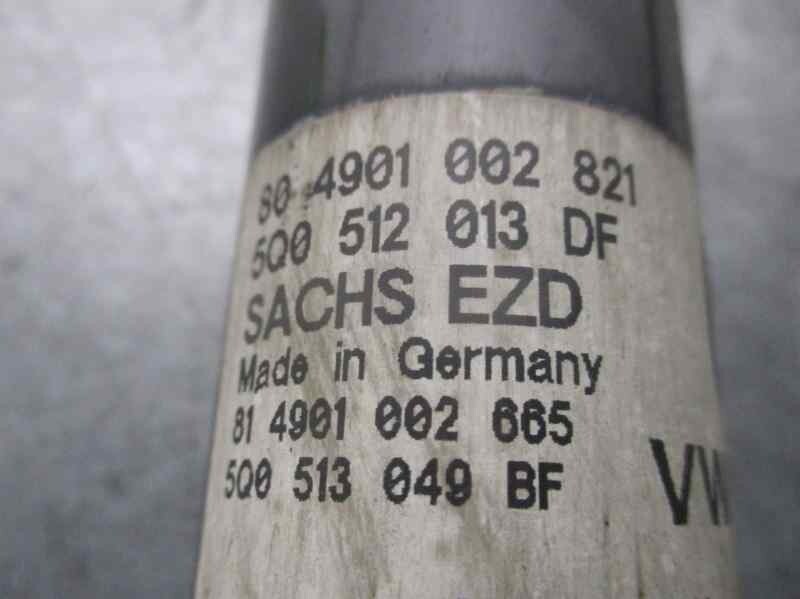 80 4901 002 821
5Q0 512 013 DF
SACHS EZD
Made in Germany
81 4901 002 665
5Q0 513 049 BF
VW